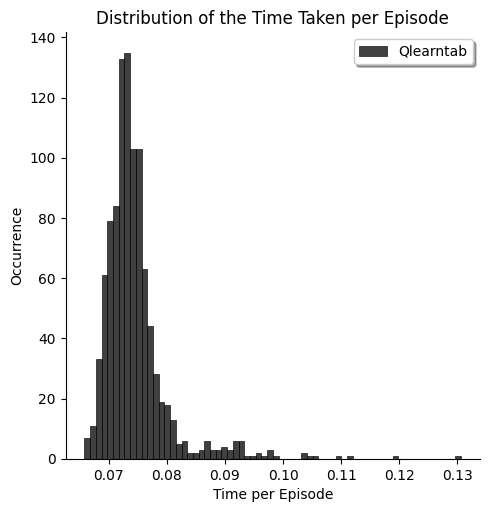 Distribution of the Time Taken per Episode
Qlearntab
140
120
100
80
60
40
20
0
Occurrence
0.07 0.08 0.09 0.10 0.11 0.12 0.13
Time per Episode